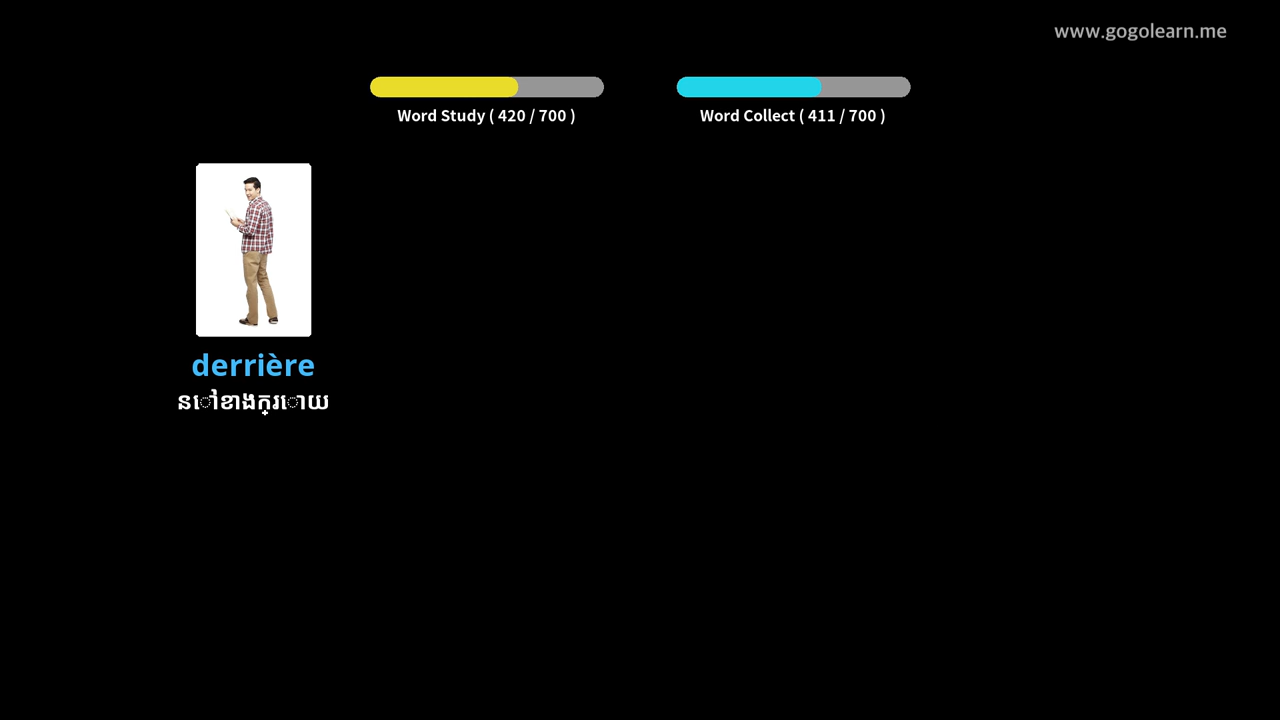 www.gogolearn.me
Word Study ( 420 / 700 )
Word Collect ( 411 / 700 )
derrière
នៅខាងក្រោយ